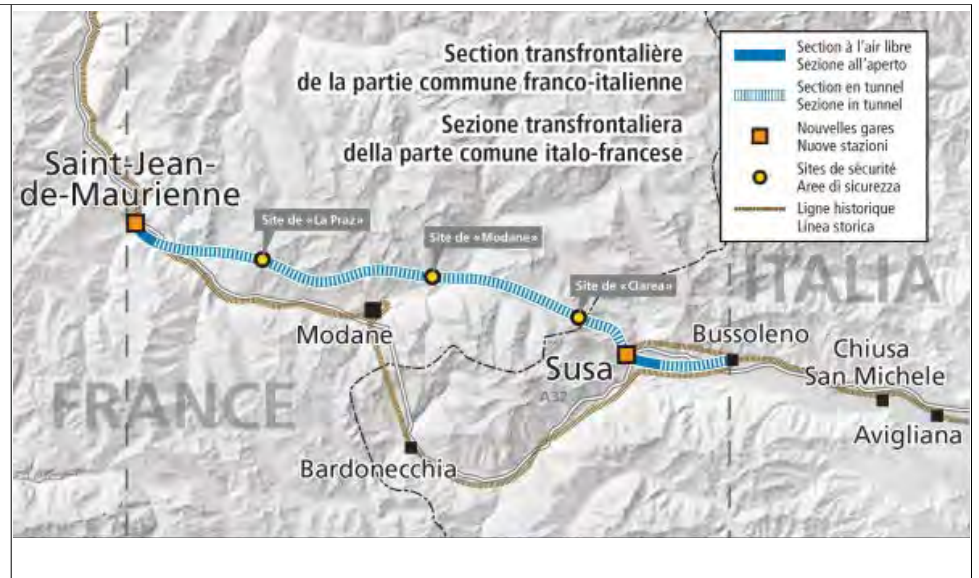 Section transfrontalière
de la partie commune franco-italienne
Sezione transfrontaliera
della parte comune italo-francese
Section à l'air libre
Sezione all'aperto
Section en tunnel
Sezione in tunnel
Nouvelles gares
Nuove stazioni
Sites de sécurité
Aree di sicurezza
Ligne historique
Linea storica
Saint-Jean-
de-Maurienne
Site de «La Praz»
Site de «Modane»
Site de «Clarea»
ITALIA
Modane
Susa
Bussoleno
Chiusa
San Michele
FRANCE
A32
Avigliana
Bardonecchia